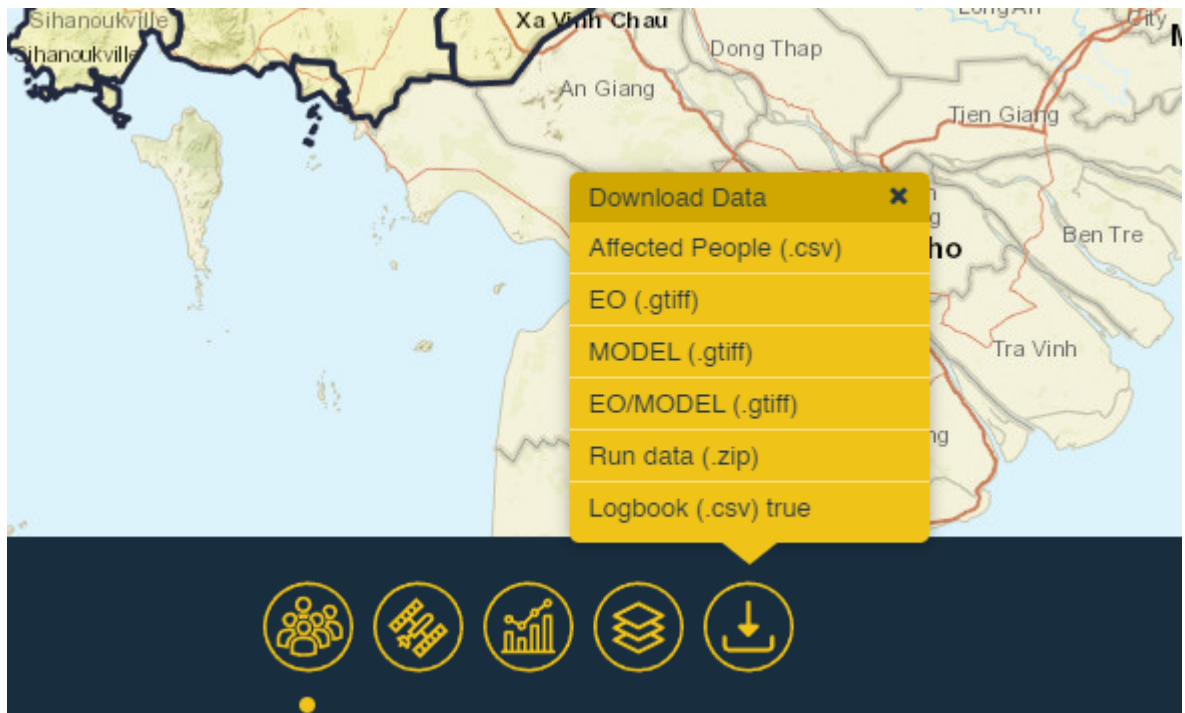 Sihanoukville
Xa Vinh Chau
Sihanoukville
Dong Thap
An Giang
Tien Giang
Download Data
Affected People (.csv)
Ben Tre
EO (.gtiff)
MODEL (.gtiff)
Tra Vinh
EO/MODEL (.gtiff)
Run data (.zip)
Logbook (.csv) true